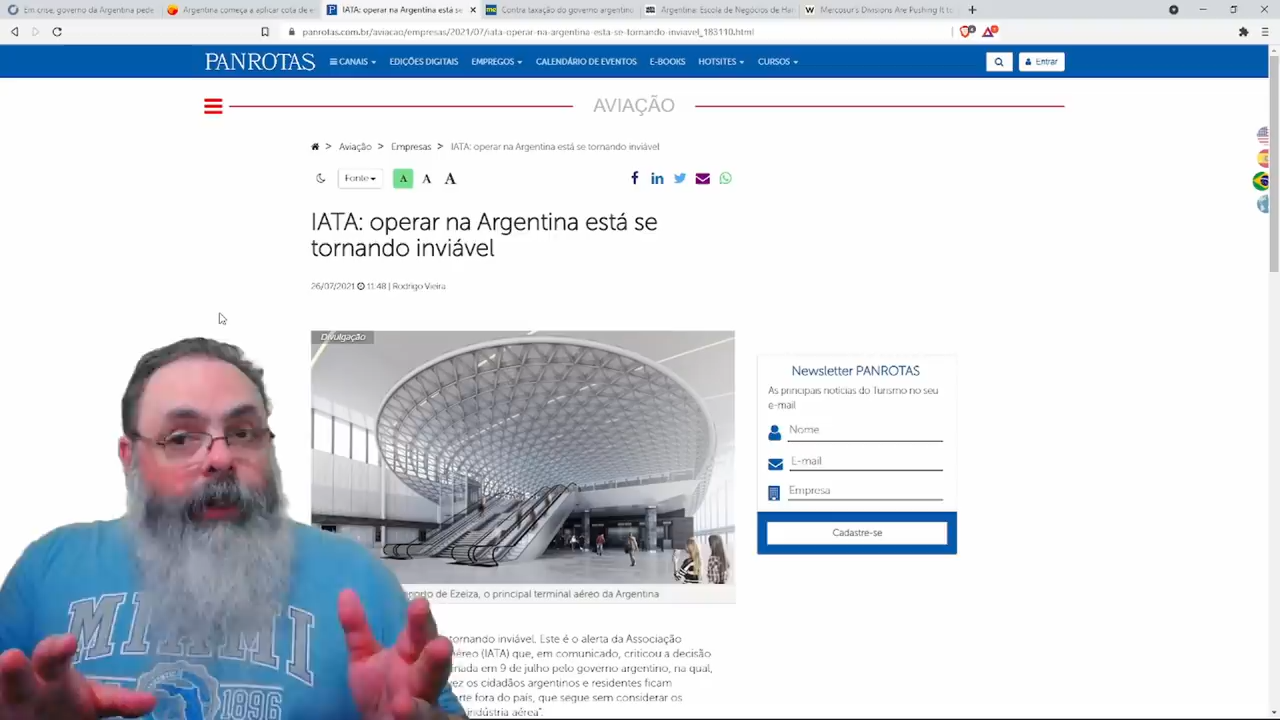 Em crise, governo da Argentina pede
Argentina começa a aplicar cota de e
IATA: operar na Argentina está se
Contra taxação do governo argentino
Argentina: Escola de Negócios de Ha
Mercosur's Divisions Are Pushing It to
panrotas.com.br/aviacao/empresas/2021/07/iata-operar-na-argentina-esta-se-tornando-inviavel_183110.html
PANROTAS
CANAIS
EDIÇÕES DIGITAIS
EMPREGOS
CALENDÁRIO DE EVENTOS
E-BOOKS
HOTSITES
CURSOS
Entrar
AVIAÇÃO
> Aviação > Empresas > IATA: operar na Argentina está se tornando inviável
Fonte
A A A
IATA: operar na Argentina está se
tornando inviável
26/07/2021 11:48 | Rodrigo Vieira
Divulgação
Newsletter PANROTAS
As principais notícias do Turismo no seu
e-mail
Nome
E-mail
Empresa
Cadastre-se
de Ezeiza, o principal terminal aéreo da Argentina
tornando inviável. Este é o alerta da Associação
(IATA) que, em comunicado, criticou a decisão
em 9 de julho pelo governo argentino, na qual,
vez os cidadãos argentinos e residentes ficam
fora do país, que segue sem considerar os
indústria aérea".
MIAMI
1896